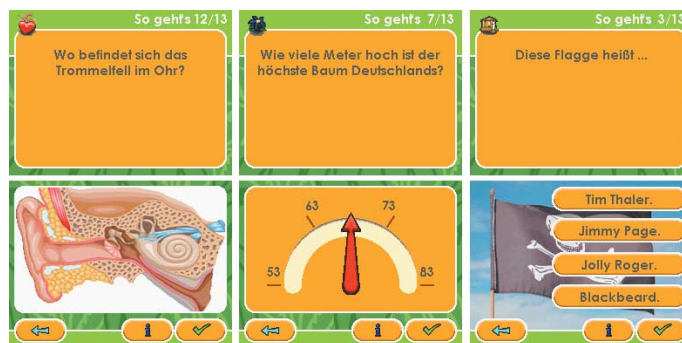 So geht's 12/13
Wo befindet sich das
Trommelfell im Ohr?
i
So geht's 7/13
Wie viele Meter hoch ist der
höchste Baum Deutschlands?
63
73
53
83
i
So geht's 3/13
Diese Flagge heißt ...
Tim Thaler.
Jimmy Page.
Jolly Roger.
Blackbeard.
i